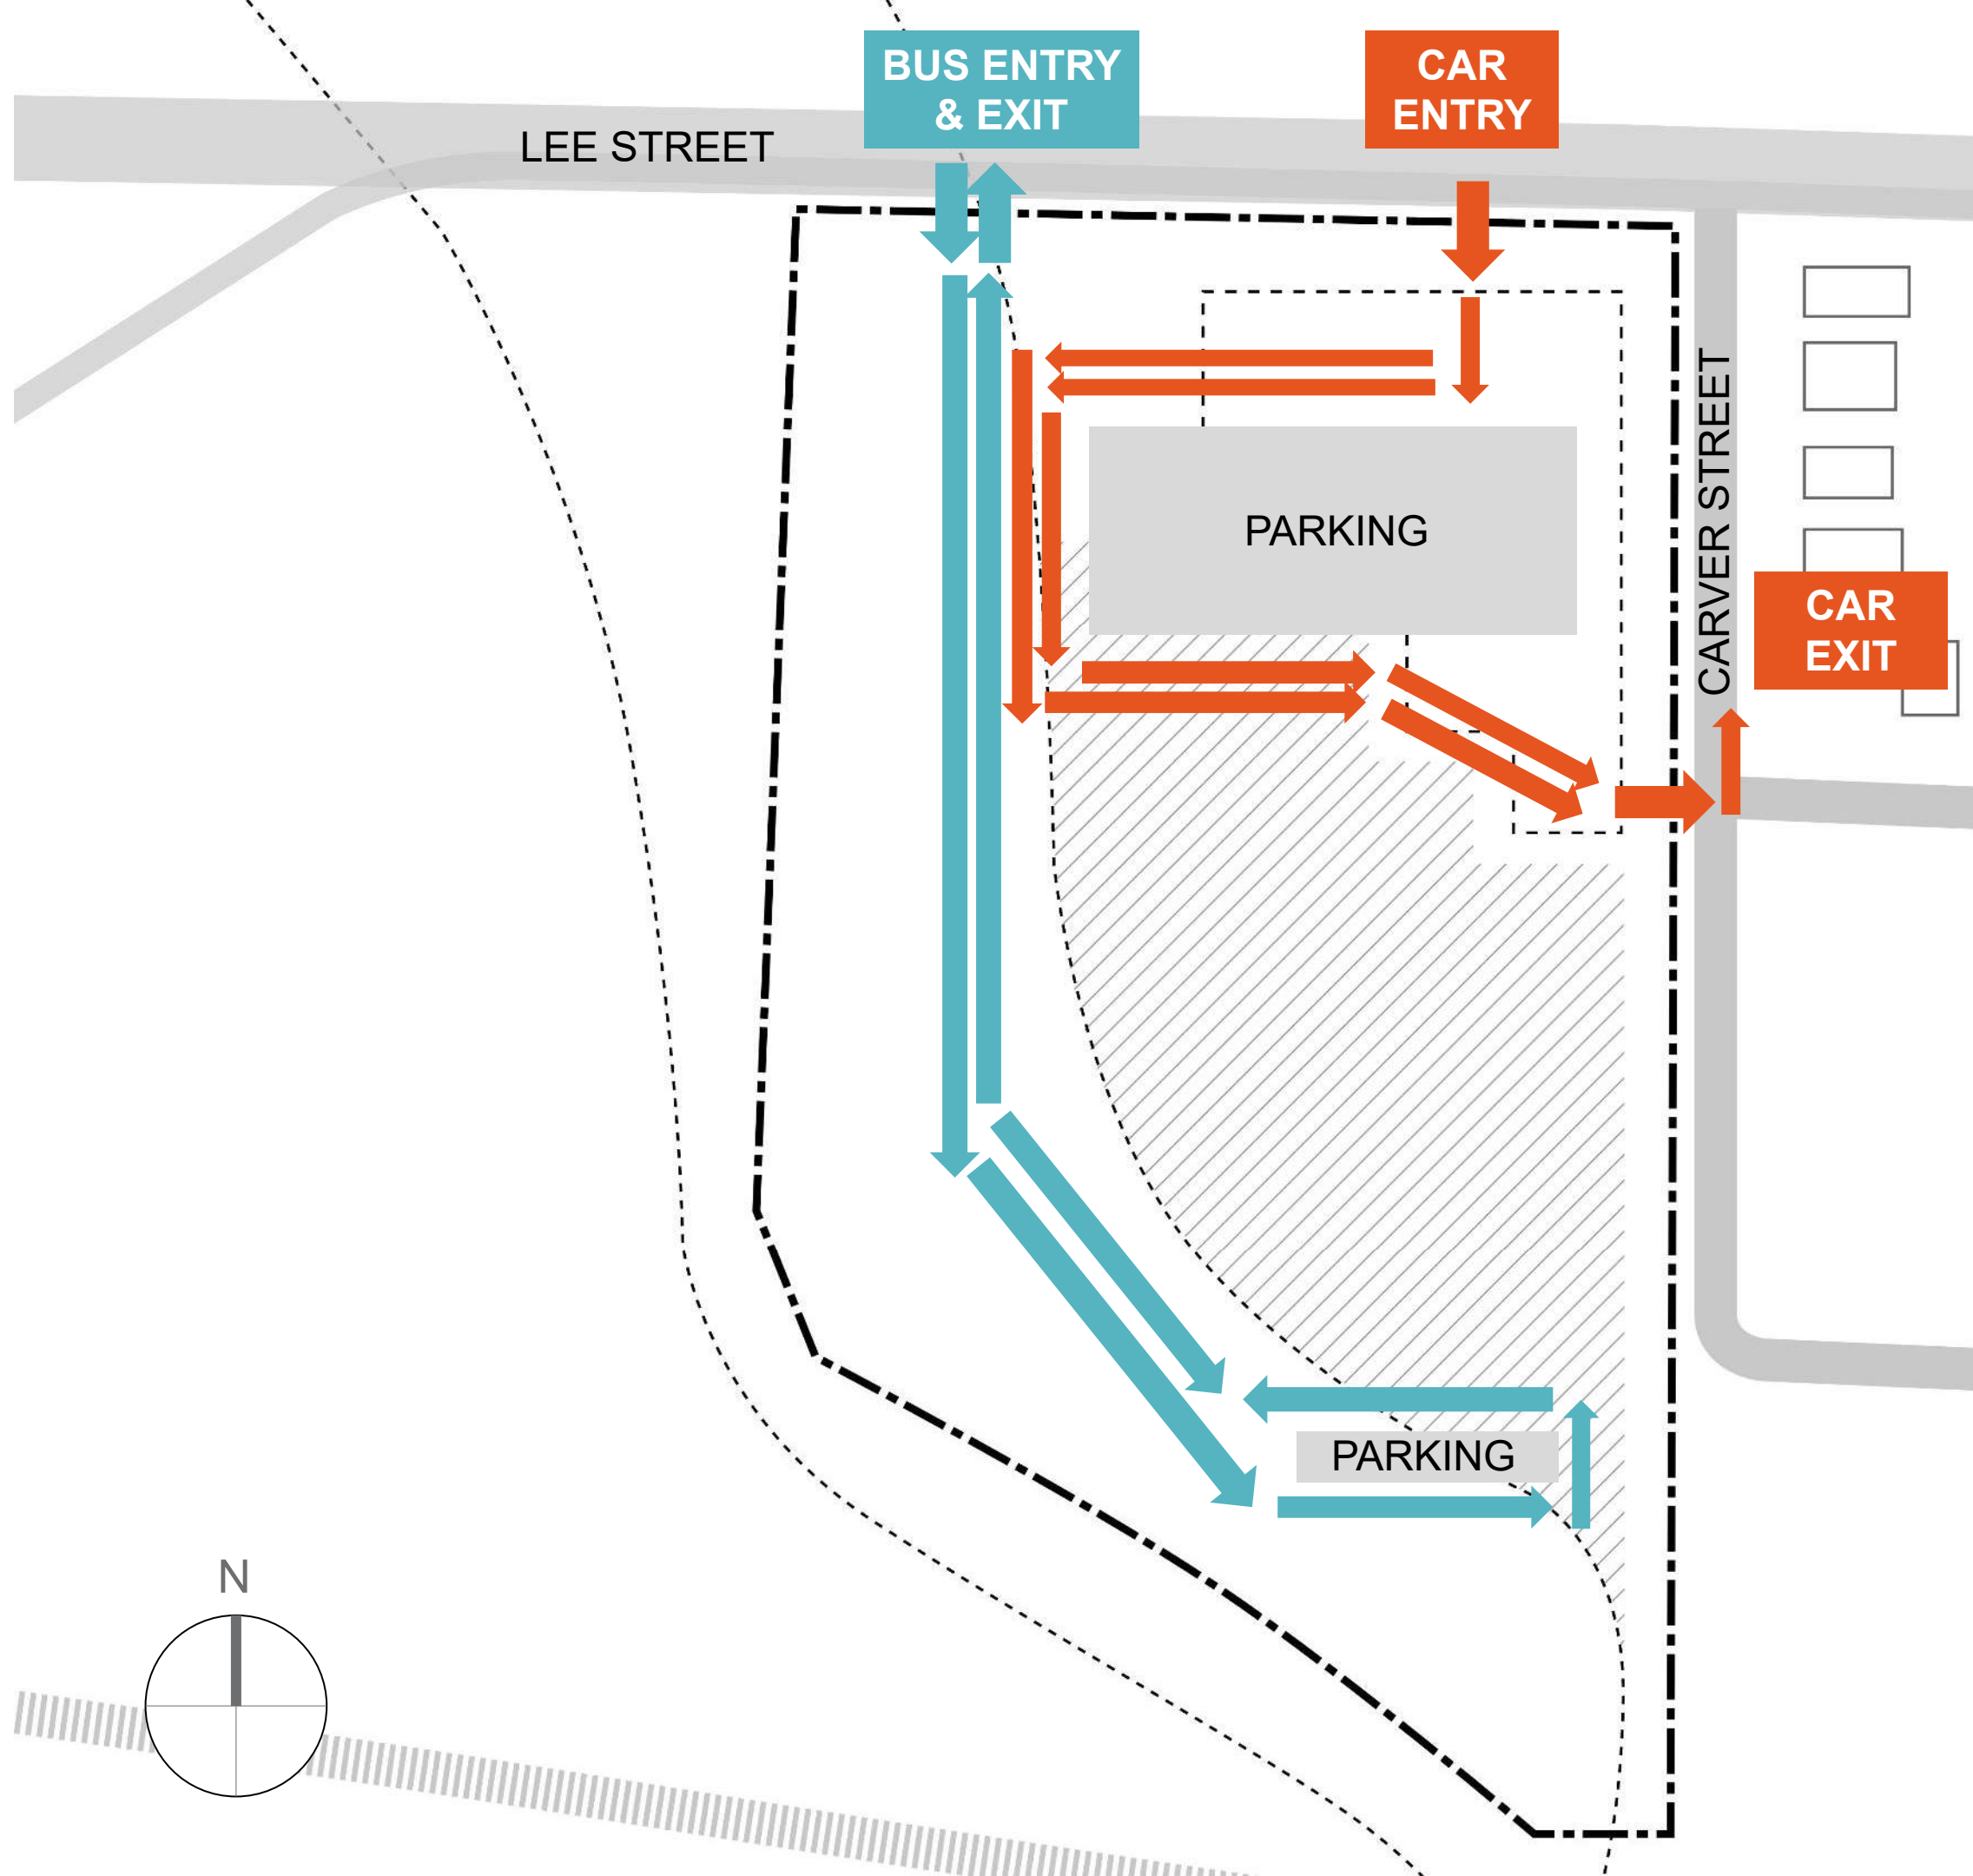 BUS ENTRY
& EXIT
CAR
ENTRY
LEE STREET
CARVER STREET
PARKING
CAR
EXIT
PARKING
N